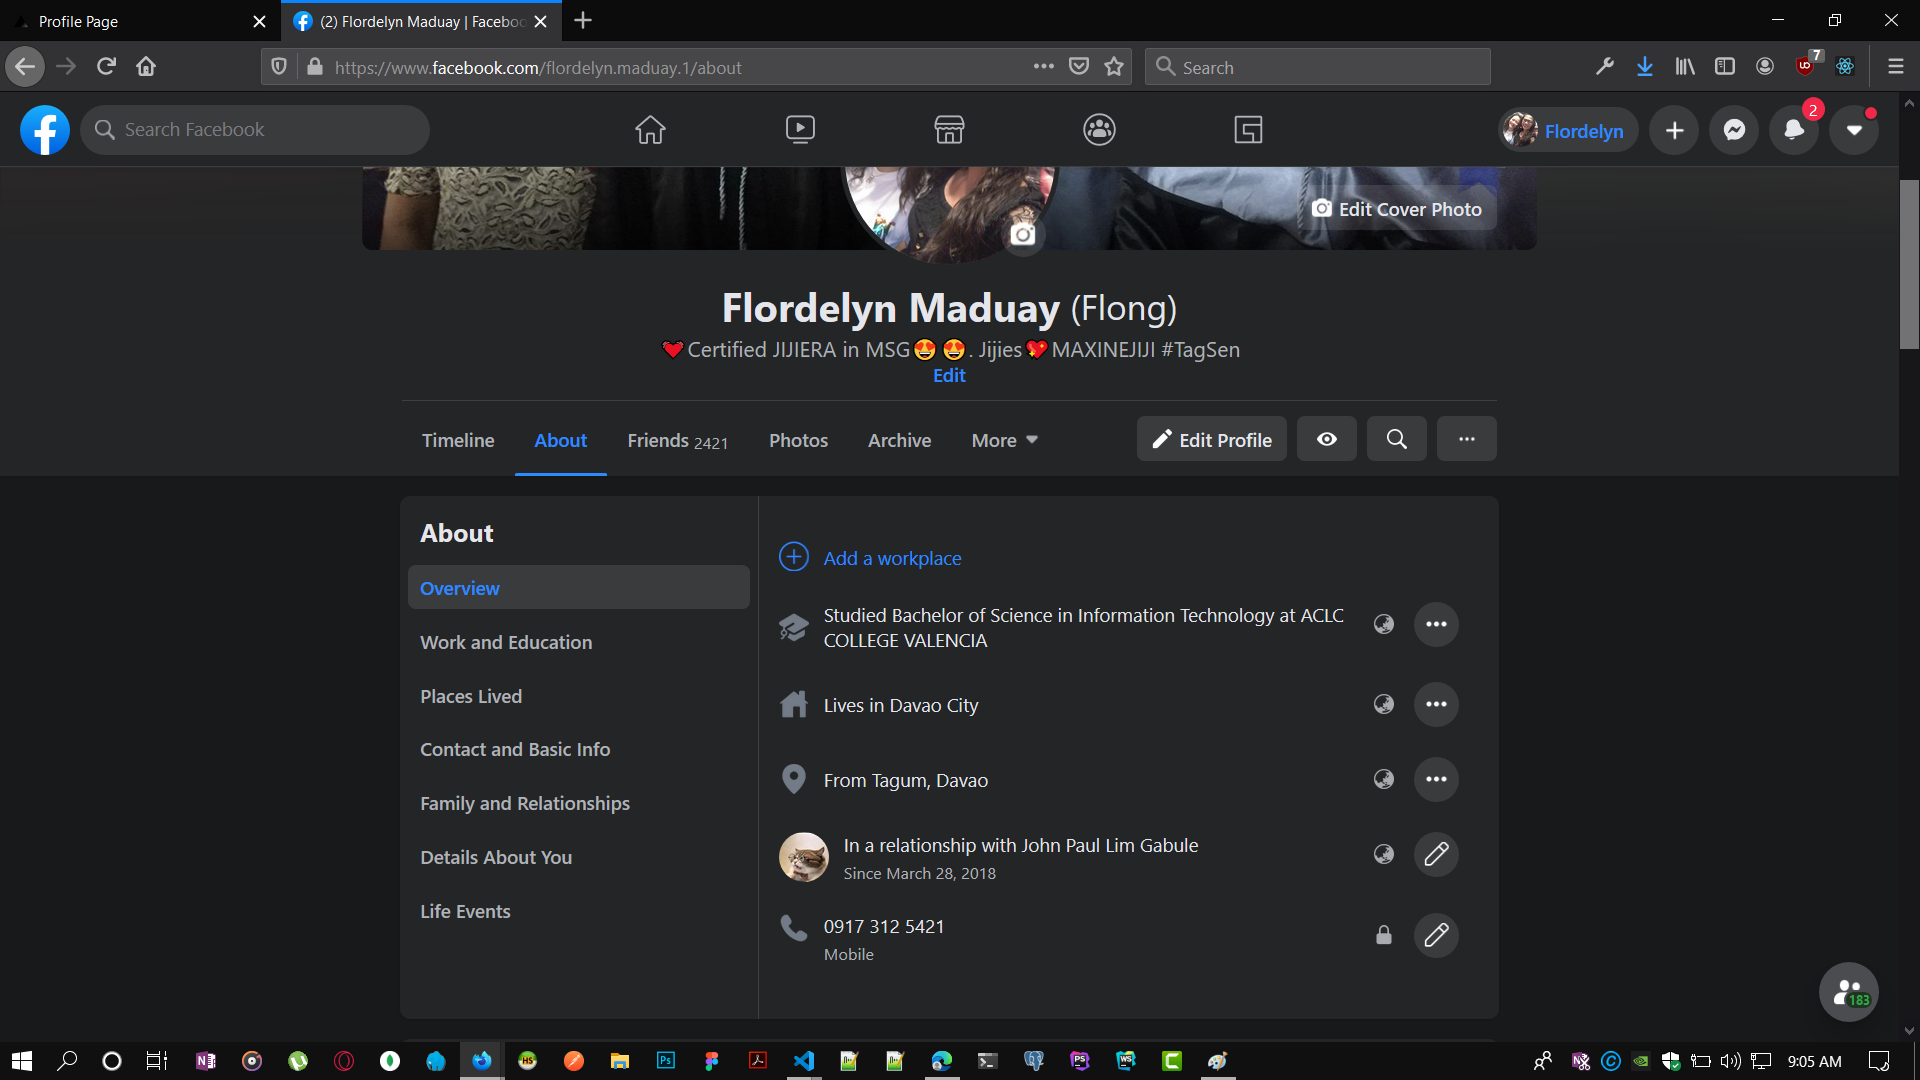 Profile Page
(2) Flordelyn Maduay | Faceboo
https://www.facebook.com/flordelyn.maduay.1/about
Search
7
Search Facebook
Flordelyn
2
Edit Cover Photo
Flordelyn Maduay (Flong)
💓Certified JIJIERA in MSG😍😍. Jijies💖MAXINEJIJI #TagSen
Edit
Timeline
About
Friends 2421
Photos
Archive
More
Edit Profile
About
Overview
Work and Education
Places Lived
Contact and Basic Info
Family and Relationships
Details About You
Life Events
Add a workplace
Studied Bachelor of Science in Information Technology at ACLC
COLLEGE VALENCIA
Lives in Davao City
From Tagum, Davao
In a relationship with John Paul Lim Gabule
Since March 28, 2018
0917 312 5421
Mobile
183
9:05 AM